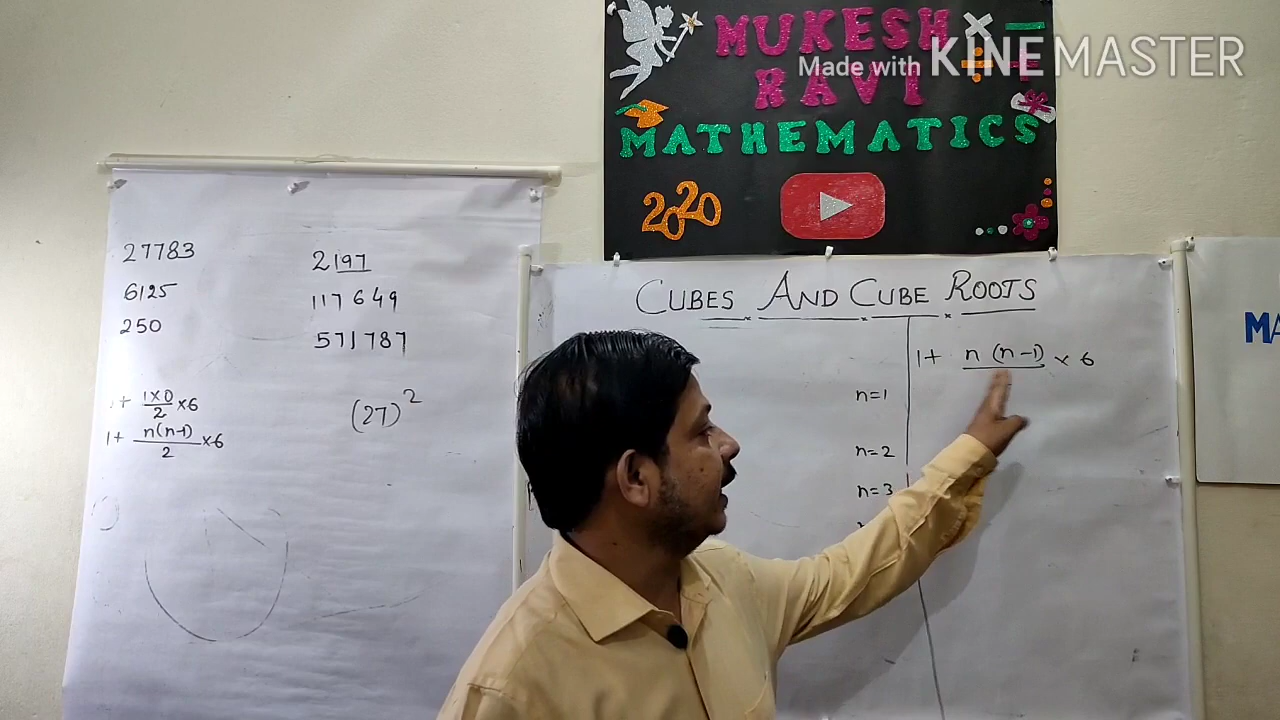 MUKESH
RAVI
MATHEMATICS
2020
Made with KINEMASTER
27783
6125
250
1+ 1×0/2 ×6
1+ n(n-1)/2 ×6
2197
117649
571787
(27)²
CUBES AND CUBE ROOTS
1+ n(n-1) × 6
n=1
n=2
n=3
MA